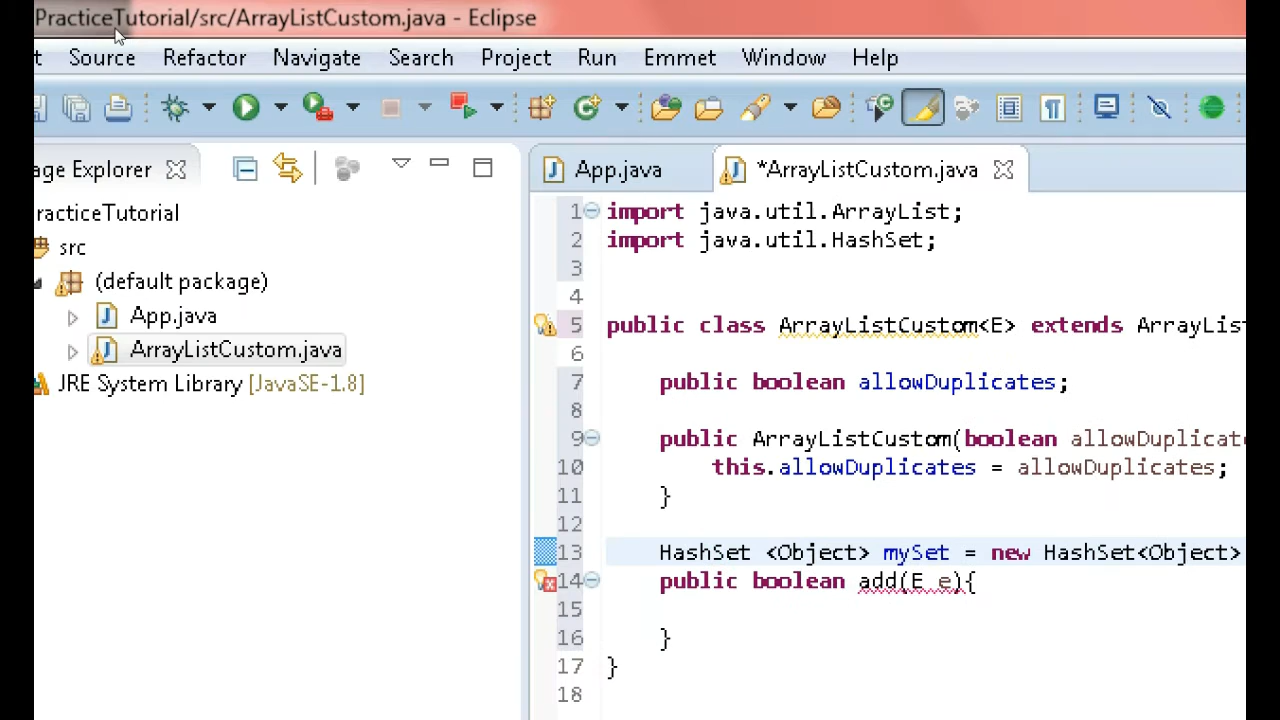 PracticeTutorial/src/ArrayListCustom.java - Eclipse
t Source Refactor Navigate Search Project Run Emmet Window Help
age Explorer
App.java *ArrayListCustom.java
racticeTutorial
src
(default package)
App.java
ArrayListCustom.java
JRE System Library [JavaSE-1.8]
1 import java.util.ArrayList;
2 import java.util.HashSet;
3
4
5 public class ArrayListCustom<E> extends ArrayLis
6
7 public boolean allowDuplicates;
8
9 public ArrayListCustom(boolean allowDuplicat
10 this.allowDuplicates = allowDuplicates;
11 }
12
13 HashSet <Object> mySet = new HashSet<Object>
14 public boolean add(E e){
15
16 }
17 }
18